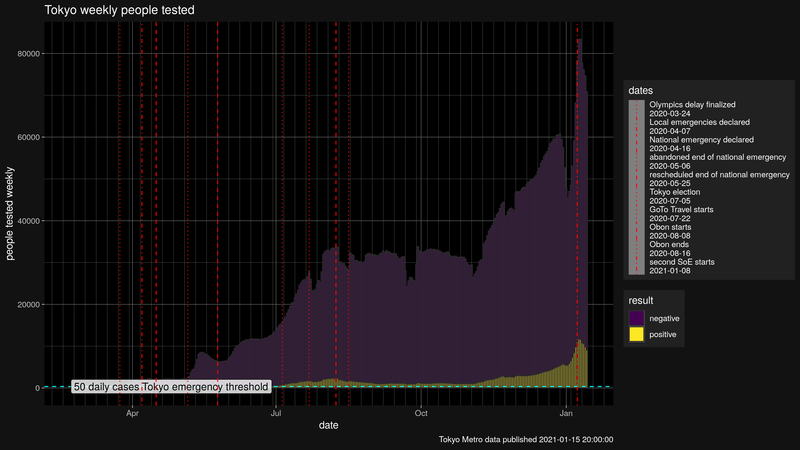 Tokyo weekly people tested
people tested weekly
80000
60000
40000
20000
0
50 daily cases Tokyo emergency threshold
Apr
Jul
Oct
Jan
date
Tokyo Metro data published 2021-01-15 20:00:00
dates
Olympics delay finalized
2020-03-24
Local emergencies declared
2020-04-07
National emergency declared
2020-04-16
abandoned end of national emergency
2020-05-06
rescheduled end of national emergency
2020-05-25
Tokyo election
2020-07-05
GoTo Travel starts
2020-07-22
Obon starts
2020-08-08
Obon ends
2020-08-16
second SoE starts
2021-01-08
result
negative
positive